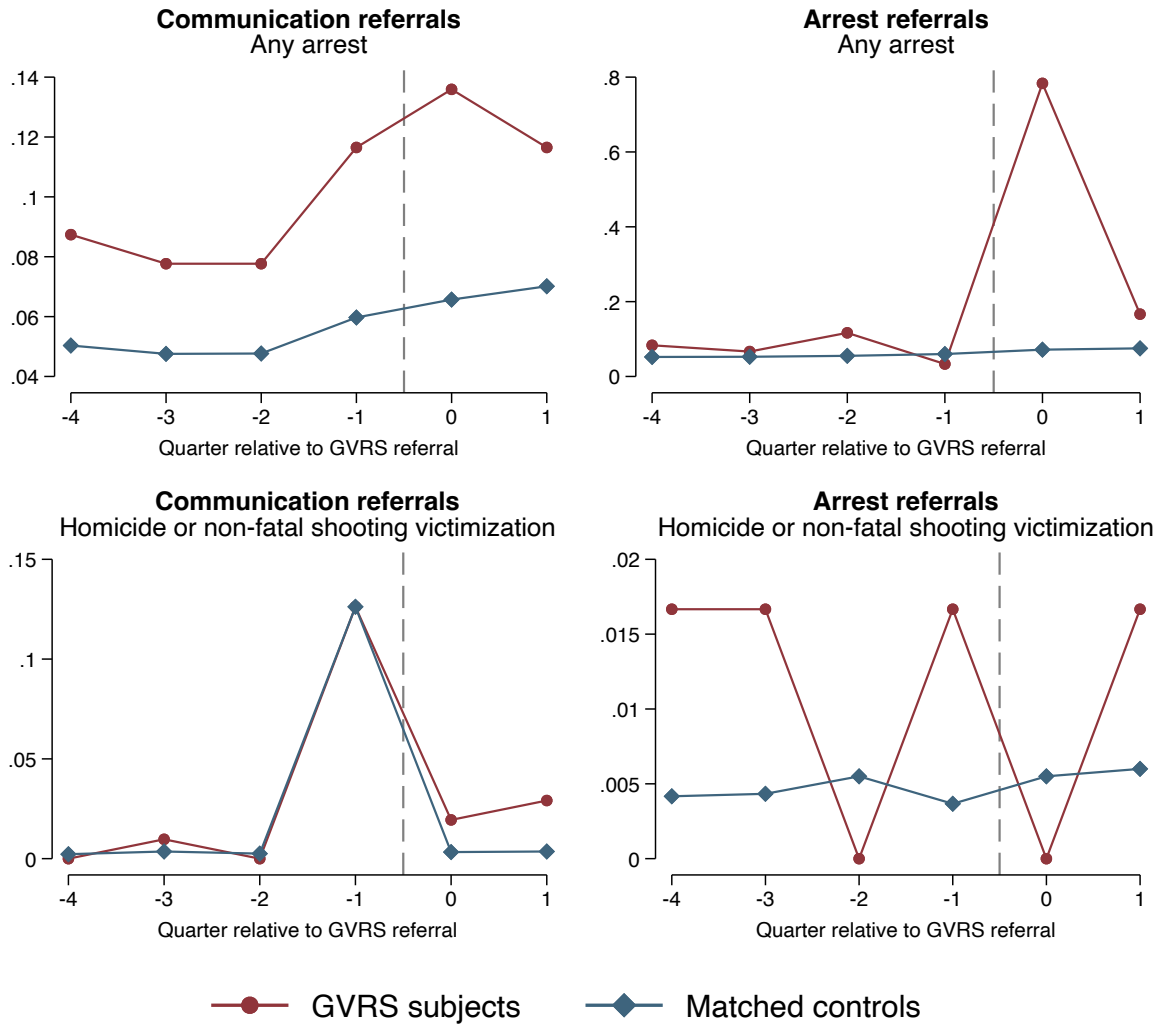 Communication referrals
Any arrest
.14
.12
.1
.08
.06
.04
-4 -3 -2 -1 0 1
Quarter relative to GVRS referral
Arrest referrals
Any arrest
.8
.6
.4
.2
0
-4 -3 -2 -1 0 1
Quarter relative to GVRS referral
Communication referrals
Homicide or non-fatal shooting victimization
.15
.1
.05
0
-4 -3 -2 -1 0 1
Quarter relative to GVRS referral
Arrest referrals
Homicide or non-fatal shooting victimization
.02
.015
.01
.005
0
-4 -3 -2 -1 0 1
Quarter relative to GVRS referral
GVRS subjects Matched controls